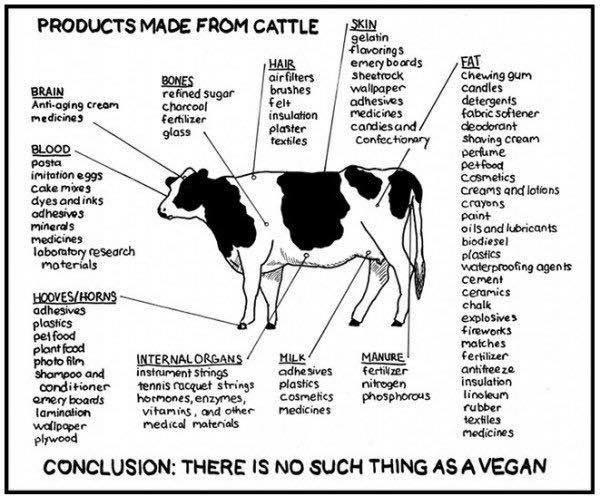 PRODUCTS MADE FROM CATTLE
BRAIN
Anti-aging cream
medicines
BLOOD
pasta
imitation eggs
cake mixes
dyes and inks
adhesives
minerals
medicines
laboratory research
materials
HOOVES/HORNS
adhesives
plastics
pet food
plant food
photo film
shampoo and
conditioner
emery boards
lamination
wallpaper
plywood
BONES
refined sugar
charcoal
fertilizer
glass
HAIR
air filters
brushes
felt
insulation
plaster
textiles
SKIN
gelatin
flavorings
emery boards
sheetrock
wallpaper
adhesives
medicines
candies and
confectionary
FAT
chewing gum
candles
detergents
fabric softener
deodorant
shaving cream
perfume
pet food
cosmetics
creams and lotions
crayons
paint
oils and lubricants
biodiesel
plastics
waterproofing agents
cement
ceramics
chalk
explosives
fireworks
matches
fertilizer
antifreeze
insulation
linoleum
rubber
textiles
medicines
INTERNAL ORGANS
instrument strings
tennis racquet strings
hormones, enzymes,
vitamins, and other
medical materials
MILK
adhesives
plastics
cosmetics
medicines
MANURE
fertilizer
nitrogen
phosphorous
CONCLUSION: THERE IS NO SUCH THING AS A VEGAN